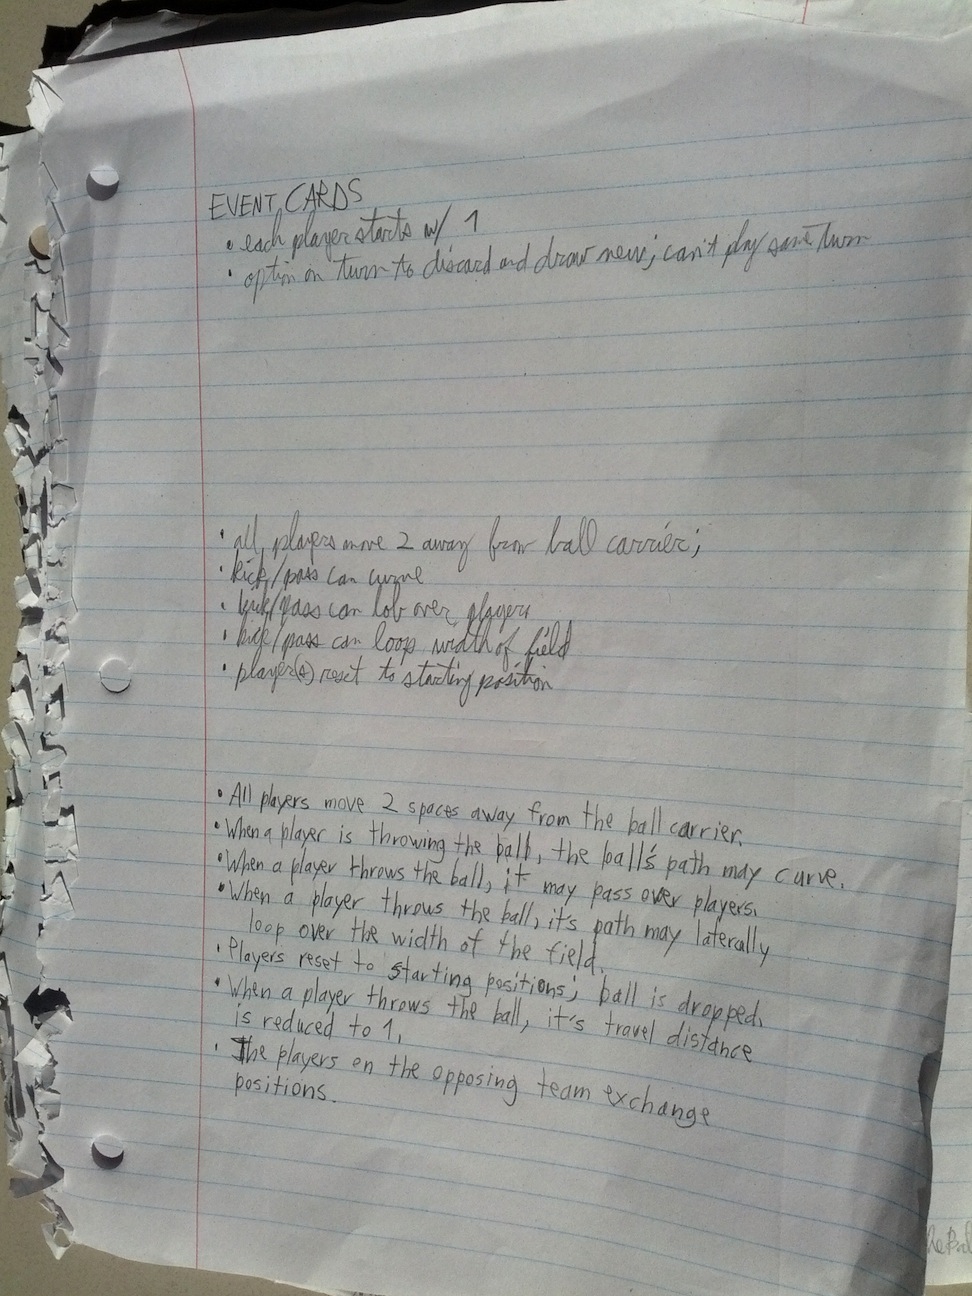 EVENT CARDS
• each player starts w/ 1
• option on turn to discard and draw new; can't play same turn
• all players move 2 away from ball carrier;
• kick/pass can curve
• kick/pass can lob over players
• kick/pass can loop width of field
• player(s) reset to starting position
• All players move 2 spaces away from the ball carrier.
• When a player is throwing the ball, the ball's path may curve.
• When a player throws the ball, it may pass over players.
• When a player throws the ball, it's path may laterally
loop over the width of the field.
• Players reset to starting positions; ball is dropped.
• When a player throws the ball, it's travel distance
is reduced to 1.
• The players on the opposing team exchange
positions.